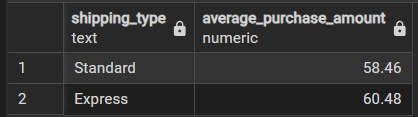 shipping_type average_purchase_amount
text numeric
1 Standard 58.46
2 Express 60.48